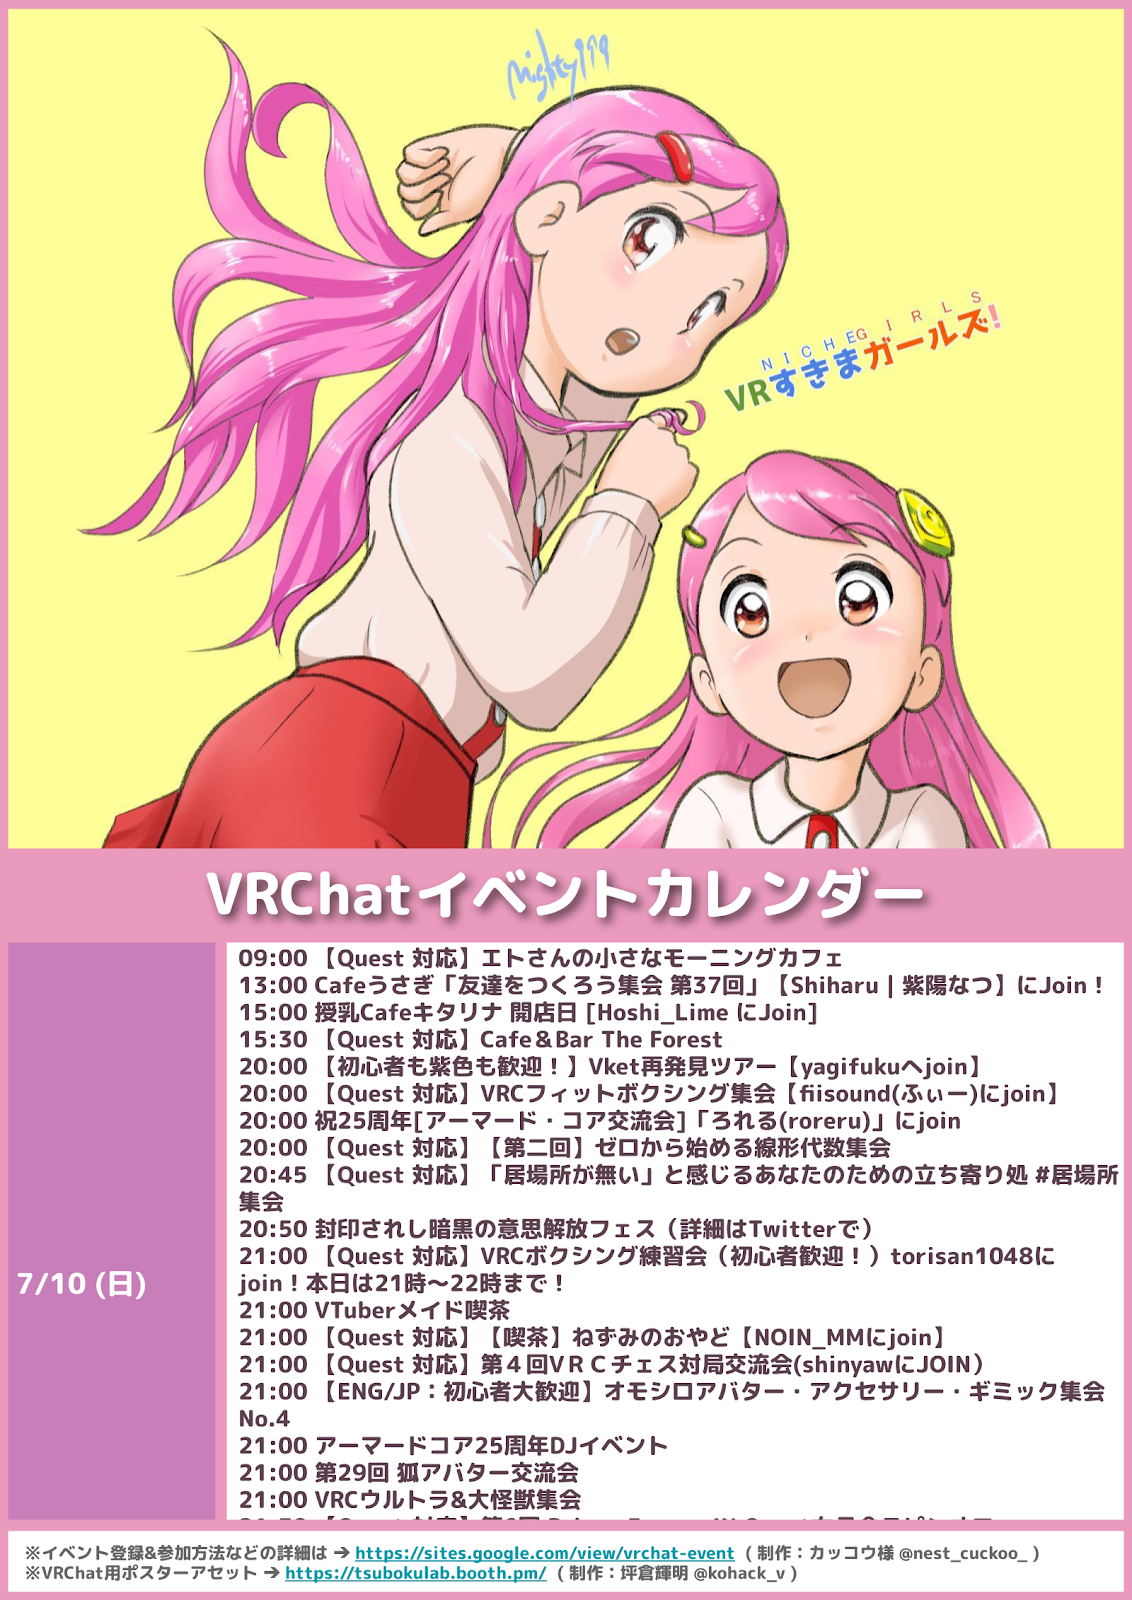 mighty199
NICHE GIRLS
VRすきまガールズ!
VRChatイベントカレンダー
7/10 (日)
09:00 【Quest 対応】エトさんの小さなモーニングカフェ
13:00 Cafeうさぎ「友達をつくろう集会 第37回」【Shiharu | 紫陽なつ】にJoin！
15:00 授乳Cafeキタリナ 開店日 [Hoshi_Lime にJoin]
15:30 【Quest 対応】Cafe＆Bar The Forest
20:00 【初心者も紫色も歓迎！】Vket再発見ツアー【yagifukuへjoin】
20:00 【Quest 対応】VRCフィットボクシング集会【fiisound(ふぃー)にjoin】
20:00 祝25周年[アーマード・コア交流会]「ろれる(roreru)」にjoin
20:00 【Quest 対応】【第二回】ゼロから始める線形代数集会
20:45 【Quest 対応】「居場所が無い」と感じるあなたのための立ち寄り処 #居場所
集会
20:50 封印されし暗黒の意思解放フェス（詳細はTwitterで）
21:00 【Quest 対応】VRCボクシング練習会（初心者歓迎！）torisan1048に
join！本日は21時～22時まで！
21:00 VTuberメイド喫茶
21:00 【Quest 対応】【喫茶】ねずみのおやど【NOIN_MMにjoin】
21:00 【Quest 対応】第４回VＲＣチェス対局交流会(shinyawにJOIN）
21:00 【ENG/JP：初心者大歓迎】オモシロアバター・アクセサリー・ギミック集会
No.4
21:00 アーマードコア25周年DJイベント
21:00 第29回 狐アバター交流会
21:00 VRCウルトラ&大怪獣集会
※イベント登録&参加方法などの詳細は → https://sites.google.com/view/vrchat-event （ 制作：カッコウ様 @nest_cuckoo_ ）
※VRChat用ポスターアセット → https://tsubokulab.booth.pm/ （ 制作：坪倉輝明 @kohack_v ）